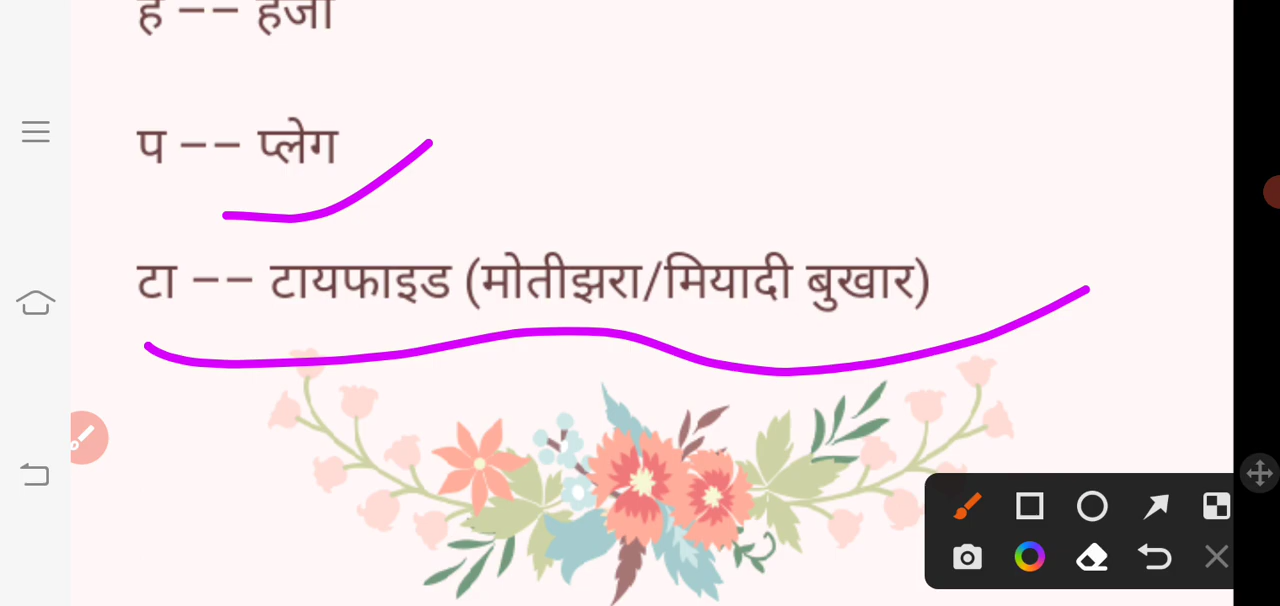 है –– हैजा
प –– प्लेग
टा –– टायफाइड (मोतीझरा/मियादी बुखार)